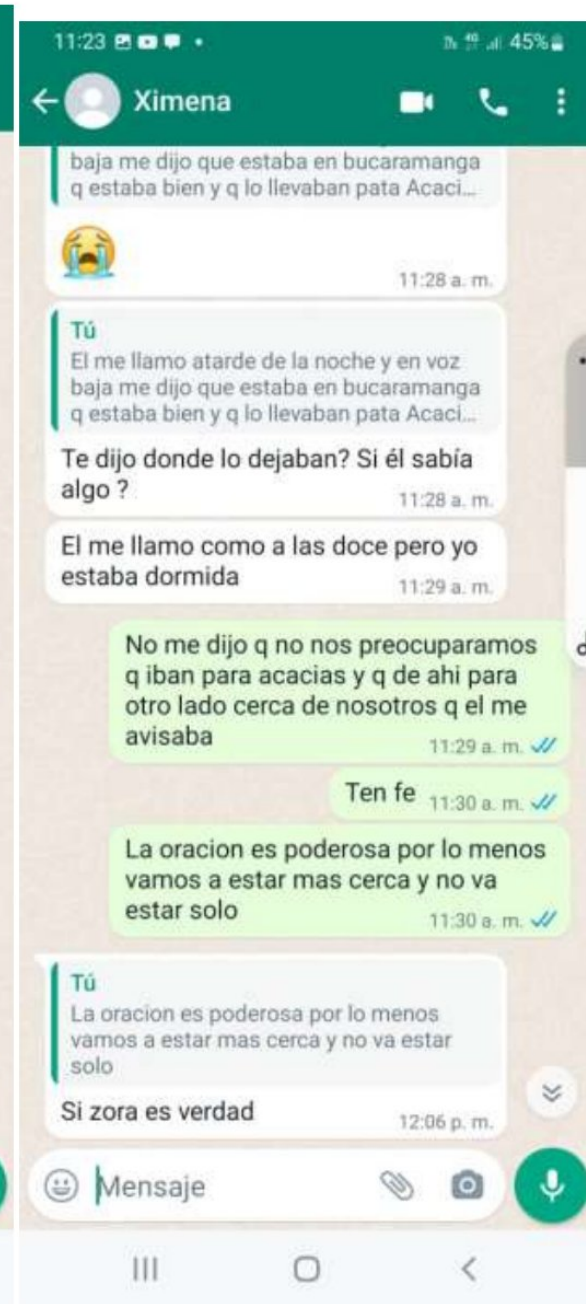 11:23
45%
Ximena
baja me dijo que estaba en bucaramanga
q estaba bien y q lo llevaban pata Acaci...
11:28 a. m.
Tú
El me llamo atarde de la noche y en voz
baja me dijo que estaba en bucaramanga
q estaba bien y q lo llevaban pata Acaci...
Te dijo donde lo dejaban? Si él sabía
algo ?
11:28 a. m.
El me llamo como a las doce pero yo
estaba dormida
11:29 a. m.
No me dijo q no nos preocuparamos
q iban para acacias y q de ahi para
otro lado cerca de nosotros q el me
avisaba
11:29 a. m.
Ten fe
11:30 a. m.
La oracion es poderosa por lo menos
vamos a estar mas cerca y no va
estar solo
11:30 a. m.
Tú
La oracion es poderosa por lo menos
vamos a estar mas cerca y no va estar
solo
Si zora es verdad
12:06 p. m.
Mensaje